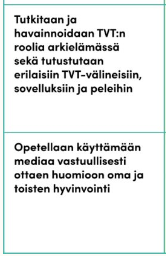 Tutkitaan ja
havainnoidaan TVT:n
roolia arkielämässä
sekä tutustutaan
erilaisiin TVT-välineisiin,
sovelluksiin ja peleihin
Opetellaan käyttämään
mediaa vastuullisesti
ottaen huomioon oma ja
toisten hyvinvointi